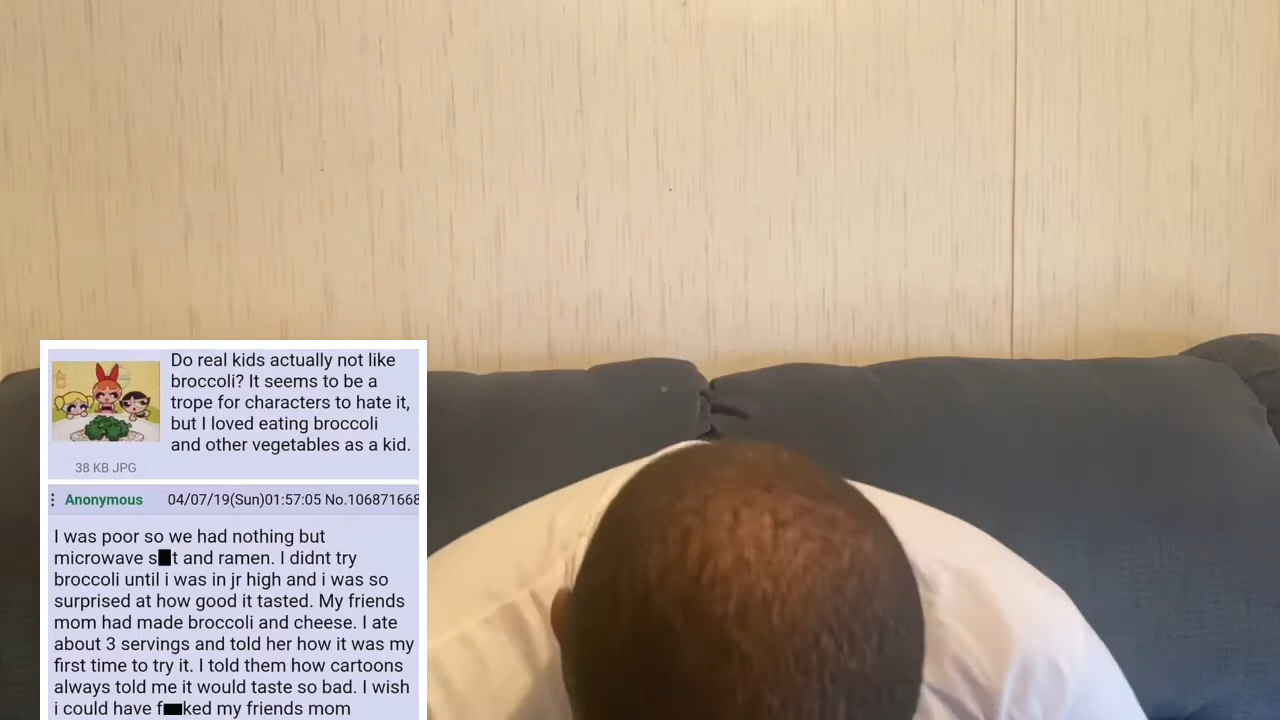 Do real kids actually not like
broccoli? It seems to be a
trope for characters to hate it,
but I loved eating broccoli
and other vegetables as a kid.
38 KB JPG
Anonymous 04/07/19(Sun)01:57:05 No.106871668
I was poor so we had nothing but
microwave s█t and ramen. I didnt try
broccoli until i was in jr high and i was so
surprised at how good it tasted. My friends
mom had made broccoli and cheese. I ate
about 3 servings and told her how it was my
first time to try it. I told them how cartoons
always told me it would taste so bad. I wish
i could have f█ked my friends mom